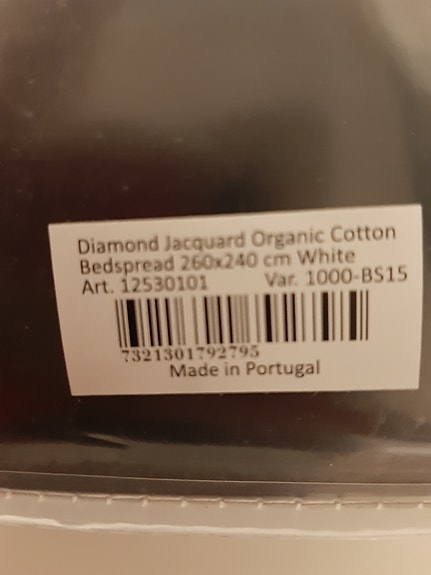 Diamond Jacquard Organic Cotton
Bedspread 260x240 cm White
Art. 12530101 Var. 1000-BS15
7321301792795
Made in Portugal